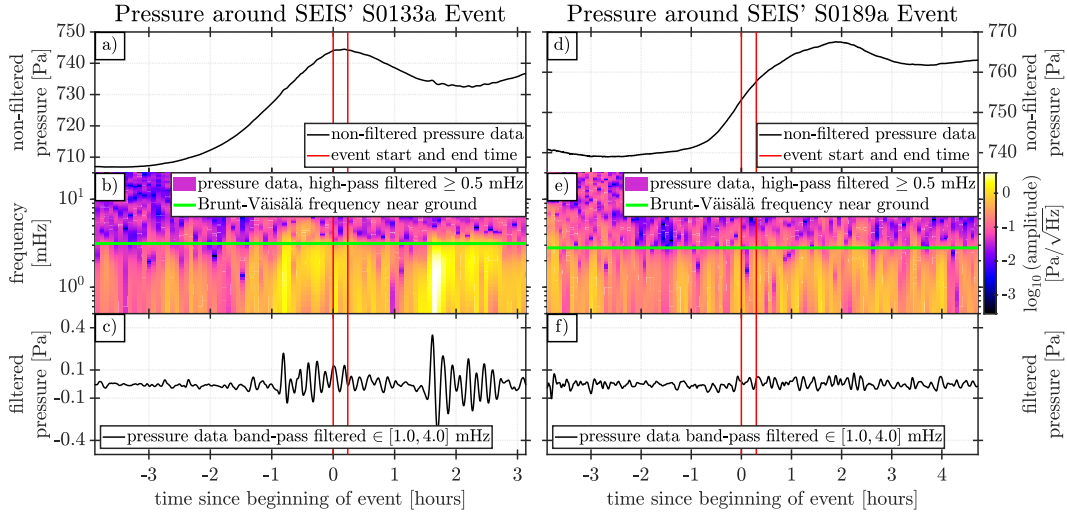 Pressure around SEIS' S0133a Event
Pressure around SEIS' S0189a Event
a)
750
740
730
720
710
non-filtered
pressure [Pa]
non-filtered pressure data
event start and end time
d)
770
760
750
740
non-filtered
pressure [Pa]
non-filtered pressure data
event start and end time
b)
10¹
10⁰
frequency
[mHz]
pressure data, high-pass filtered ≥ 0.5 mHz
Brunt-Väisälä frequency near ground
e)
pressure data, high-pass filtered ≥ 0.5 mHz
Brunt-Väisälä frequency near ground
0
-1
-2
-3
log₁₀(amplitude)
[Pa/√Hz]
c)
0.4
0.1
-0.1
-0.4
filtered
pressure [Pa]
pressure data band-pass filtered ∈ [1.0, 4.0] mHz
f)
filtered
pressure [Pa]
pressure data band-pass filtered ∈ [1.0, 4.0] mHz
-3 -2 -1 0 1 2 3
time since beginning of event [hours]
-3 -2 -1 0 1 2 3 4
time since beginning of event [hours]